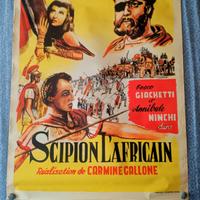 Fosco
GIACHETTI
et
Annibale
NINCHI
dans
SCIPION L'AFRICAIN
Réalisation de CARMINE GALLONE